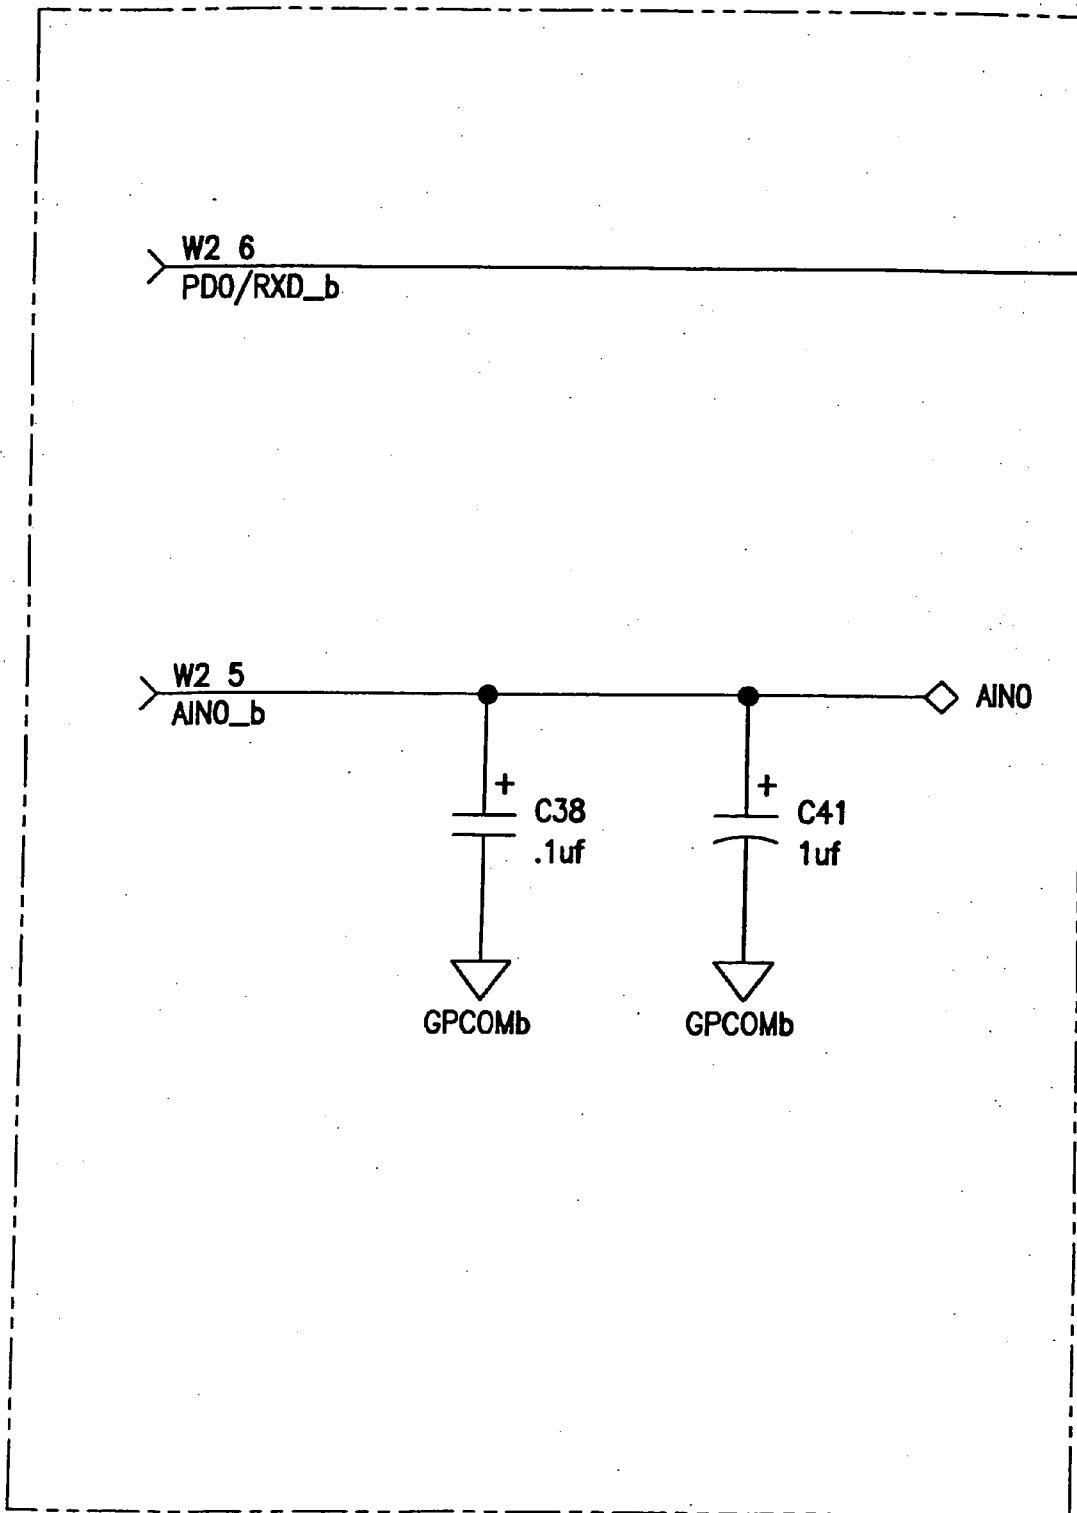 W2 6
PD0/RXD_b
W2 5
AIN0_b
AIN0
+
C38
.1uf
+
C41
1uf
GPCOMb
GPCOMb